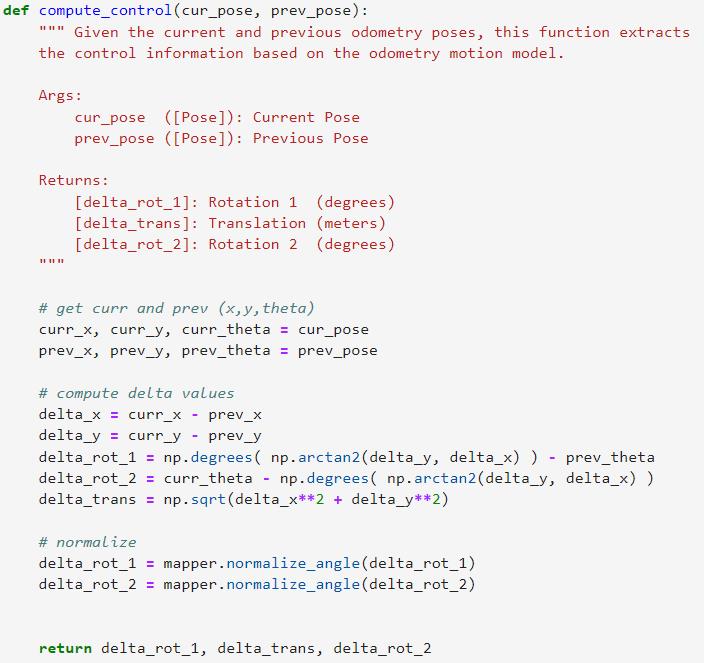 def compute_control(cur_pose, prev_pose):
    """ Given the current and previous odometry poses, this function extracts
    the control information based on the odometry motion model.

    Args:
        cur_pose  ([Pose]): Current Pose
        prev_pose ([Pose]): Previous Pose

    Returns:
        [delta_rot_1]: Rotation 1  (degrees)
        [delta_trans]: Translation (meters)
        [delta_rot_2]: Rotation 2  (degrees)
    """

    # get curr and prev (x,y,theta)
    curr_x, curr_y, curr_theta = cur_pose
    prev_x, prev_y, prev_theta = prev_pose

    # compute delta values
    delta_x = curr_x - prev_x
    delta_y = curr_y - prev_y
    delta_rot_1 = np.degrees( np.arctan2(delta_y, delta_x) ) - prev_theta
    delta_rot_2 = curr_theta - np.degrees( np.arctan2(delta_y, delta_x) )
    delta_trans = np.sqrt(delta_x**2 + delta_y**2)

    # normalize
    delta_rot_1 = mapper.normalize_angle(delta_rot_1)
    delta_rot_2 = mapper.normalize_angle(delta_rot_2)


    return delta_rot_1, delta_trans, delta_rot_2